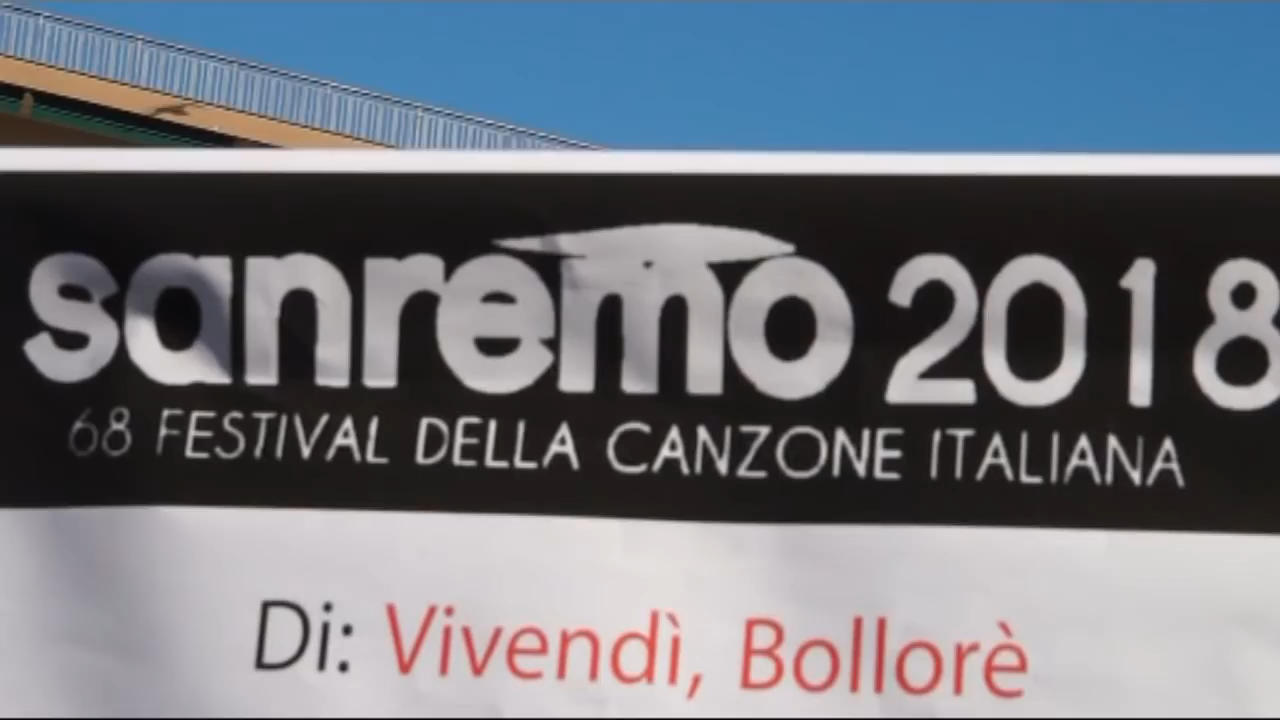 sanremo 2018
68 FESTIVAL DELLA CANZONE ITALIANA
Di: Vivendì, Bollorè